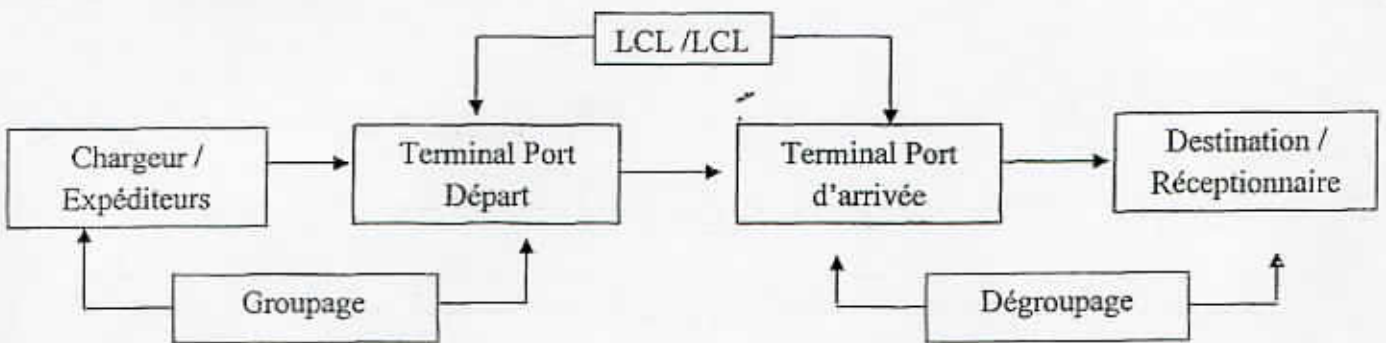 LCL /LCL
Chargeur /
Expéditeurs
Terminal Port
Départ
Terminal Port
d'arrivée
Destination /
Réceptionnaire
Groupage
Dégroupage